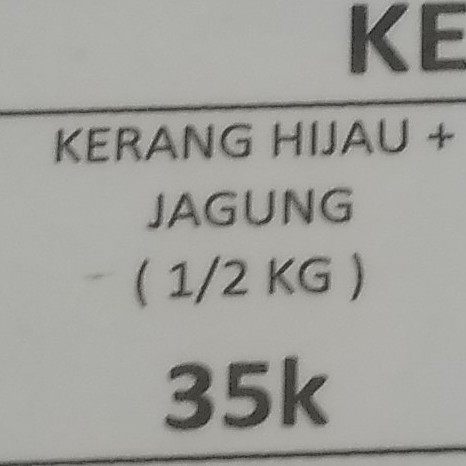 KE
KERANG HIJAU +
JAGUNG
( 1/2 KG )
35k